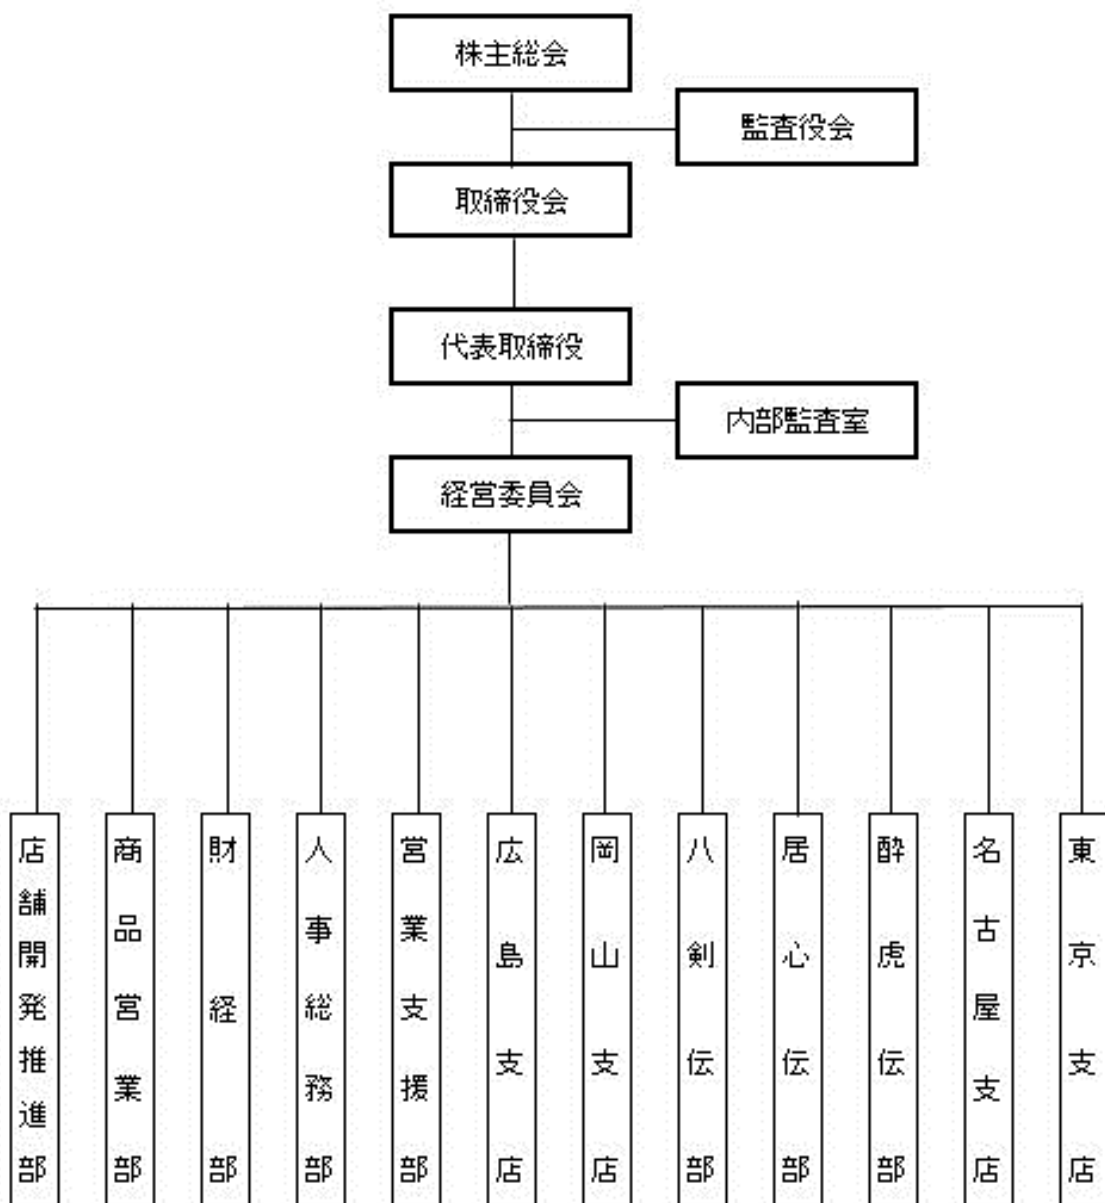 株主総会
監査役会
取締役会
代表取締役
内部監査室
経営委員会
店舗開発推進部
商品営業部
財経部
人事総務部
営業支援部
広島支店
岡山支店
八剣伝部
居心伝部
酔虎伝部
名古屋支店
東京支店